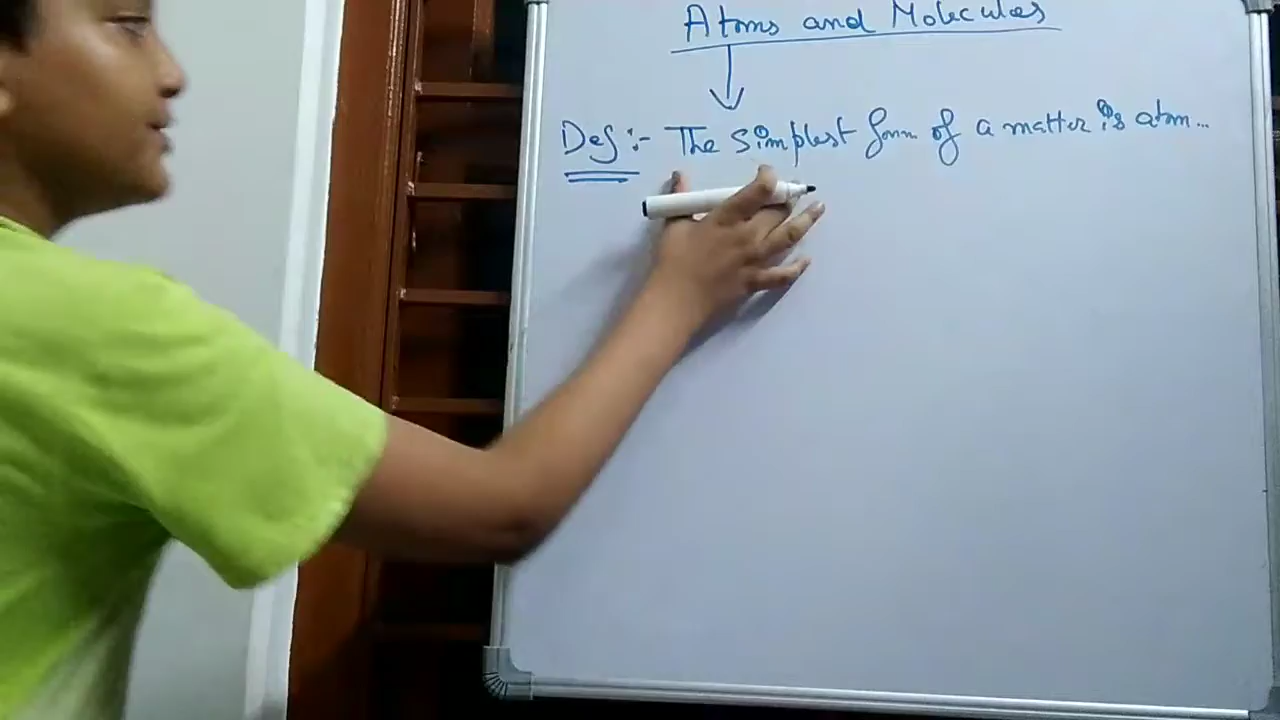 Atoms and Molecules
Def :- The simplest form of a matter is atom...